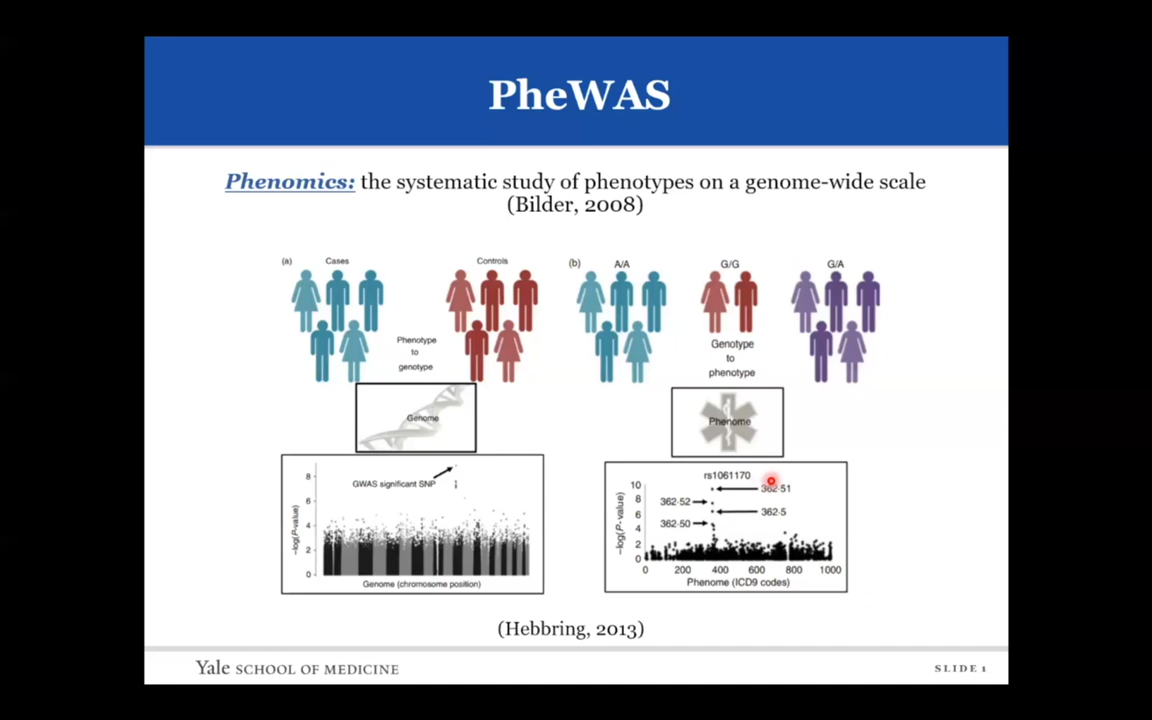 PheWAS
Phenomics: the systematic study of phenotypes on a genome-wide scale
(Bilder, 2008)
(a) Cases Controls
Phenotype
to
genotype
Genome
GWAS significant SNP
8
6
4
2
0
−log(P-value)
Genome (chromosome position)
(b) A/A G/G G/A
Genotype
to
phenotype
Phenome
rs1061170
362·51
362·52
362·5
362·50
10
8
6
4
2
0
−log(P-value)
0 200 400 600 800 1000
Phenome (ICD9 codes)
(Hebbring, 2013)
Yale SCHOOL OF MEDICINE
SLIDE 1